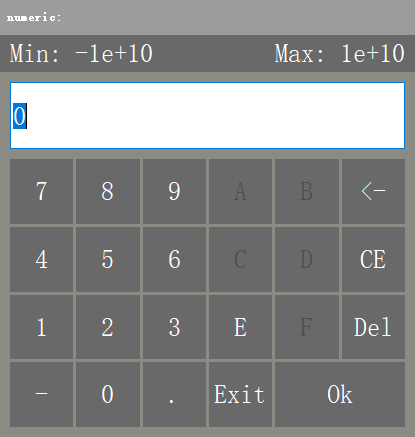 numeric:
Min: -1e+10 Max: 1e+10
0
7 8 9 A B <-
4 5 6 C D CE
1 2 3 E F Del
- 0 . Exit Ok